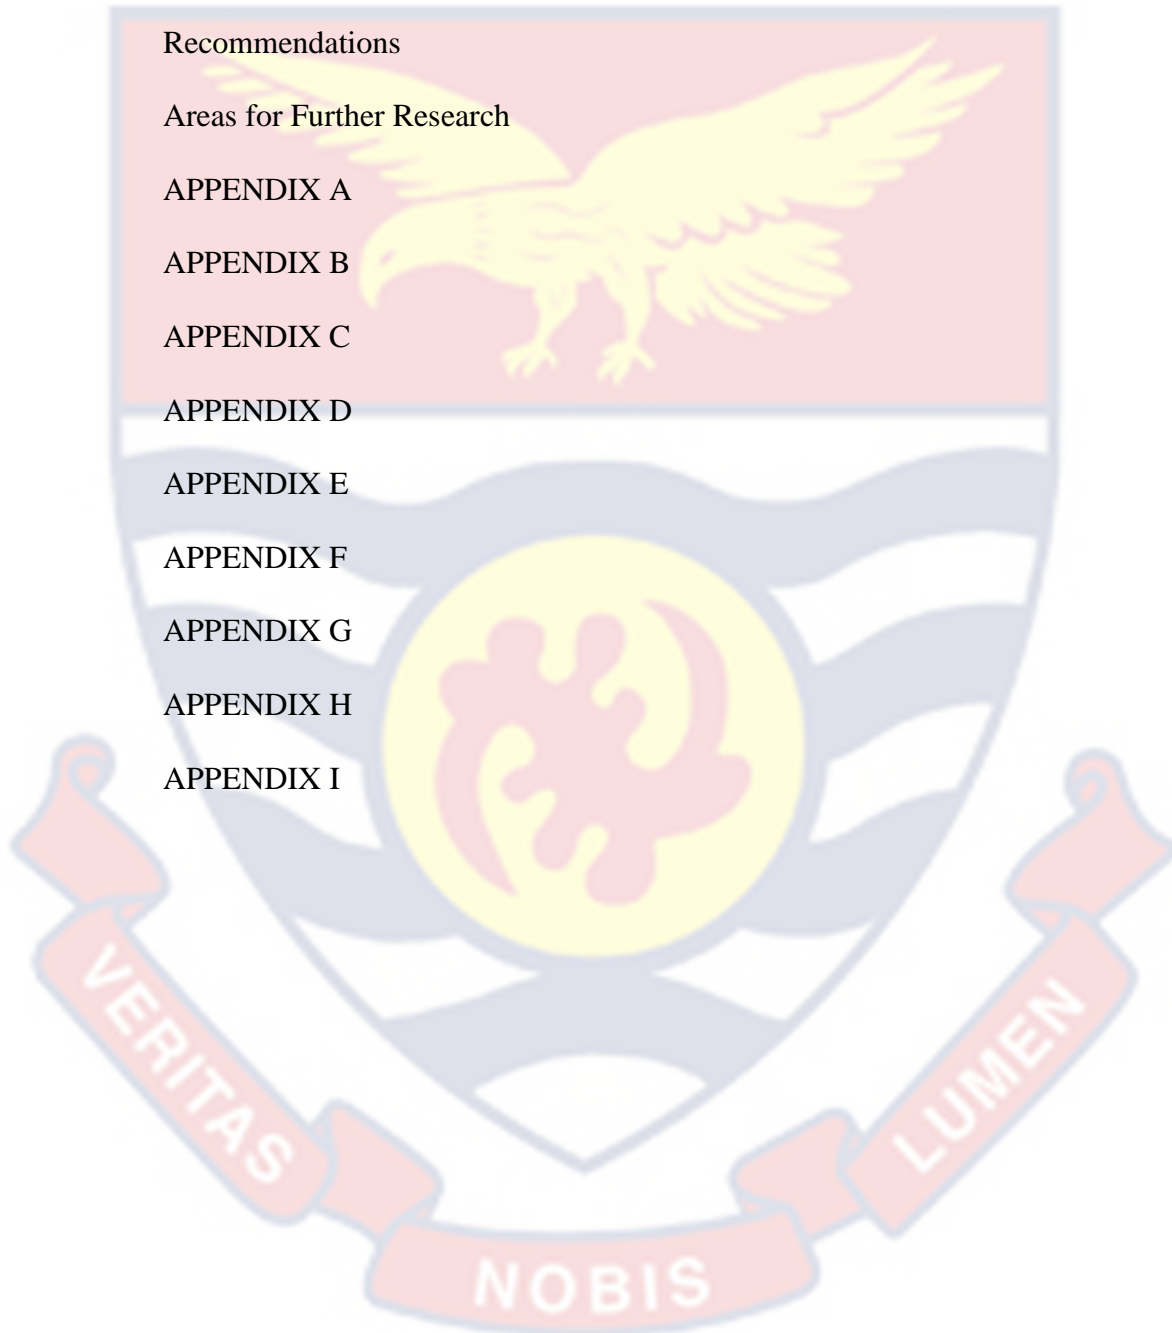 Recommendations
Areas for Further Research
APPENDIX A
APPENDIX B
APPENDIX C
APPENDIX D
APPENDIX E
APPENDIX F
APPENDIX G
APPENDIX H
APPENDIX I
VERITAS
NOBIS
LUMEN